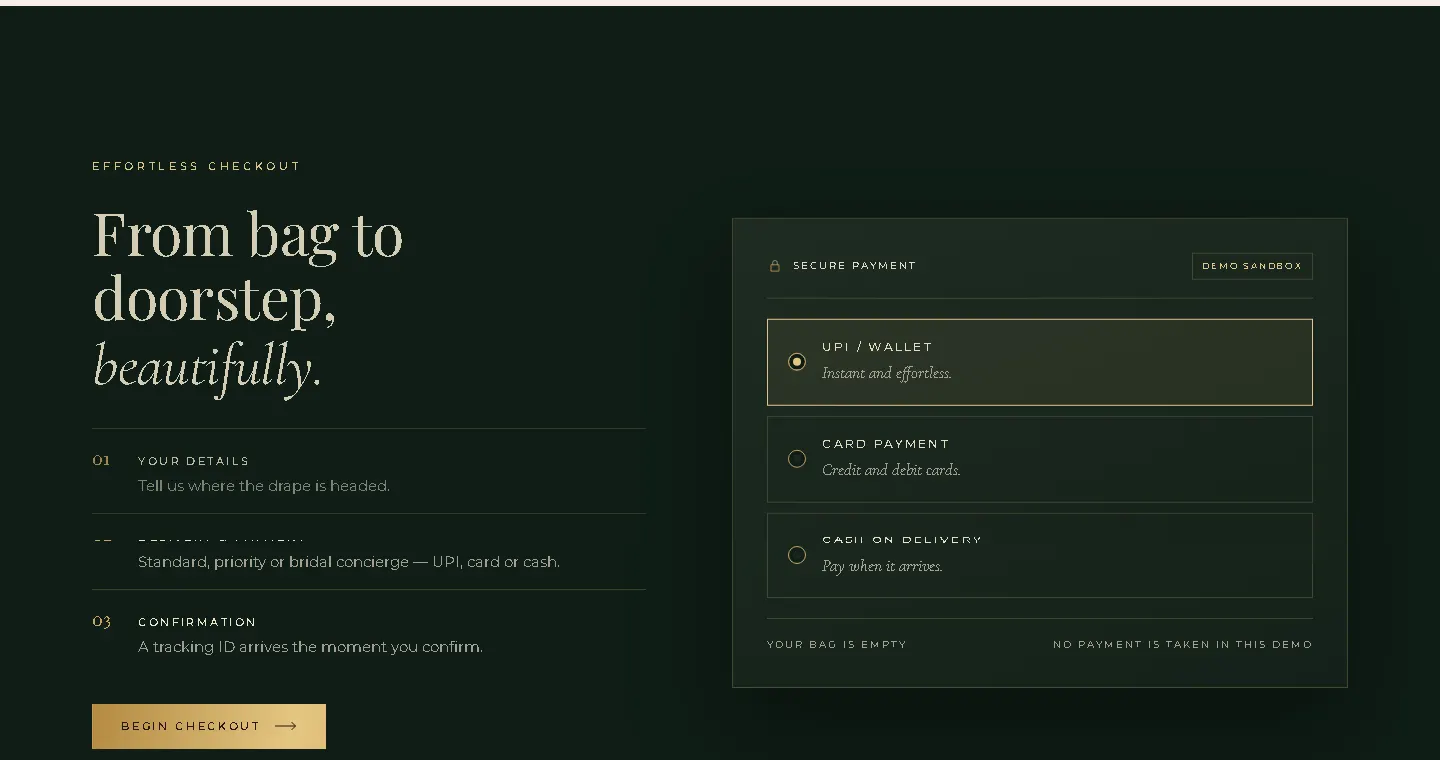 EFFORTLESS CHECKOUT
From bag to
doorstep,
beautifully.
01 YOUR DETAILS
Tell us where the drape is headed.
Standard, priority or bridal concierge — UPI, card or cash.
03 CONFIRMATION
A tracking ID arrives the moment you confirm.
BEGIN CHECKOUT
SECURE PAYMENT
DEMO SANDBOX
UPI / WALLET
Instant and effortless.
CARD PAYMENT
Credit and debit cards.
CASH ON DELIVERY
Pay when it arrives.
YOUR BAG IS EMPTY
NO PAYMENT IS TAKEN IN THIS DEMO